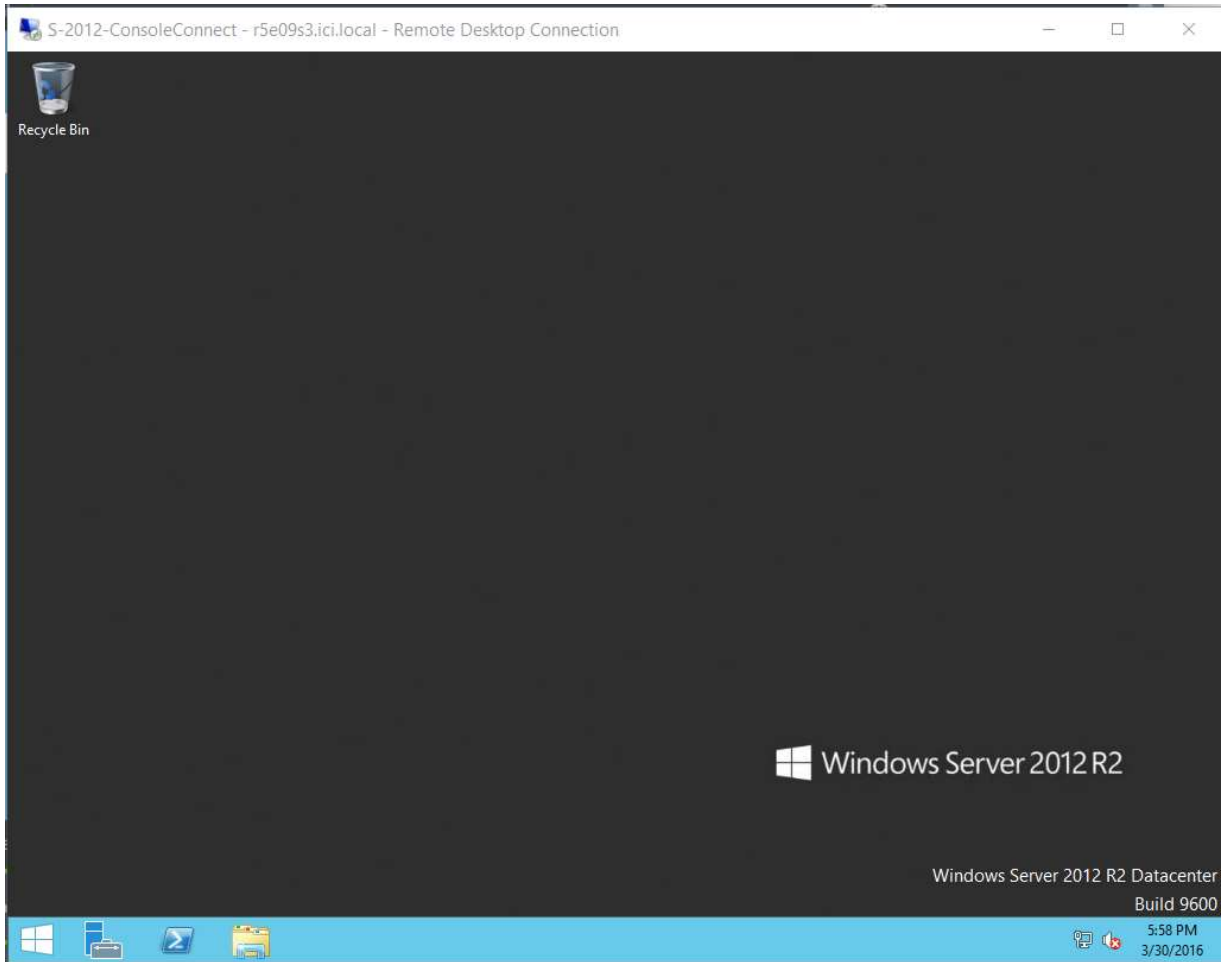 S-2012-ConsoleConnect - r5e09s3.ici.local - Remote Desktop Connection
Recycle Bin
Windows Server 2012 R2
Windows Server 2012 R2 Datacenter
Build 9600
5:58 PM
3/30/2016